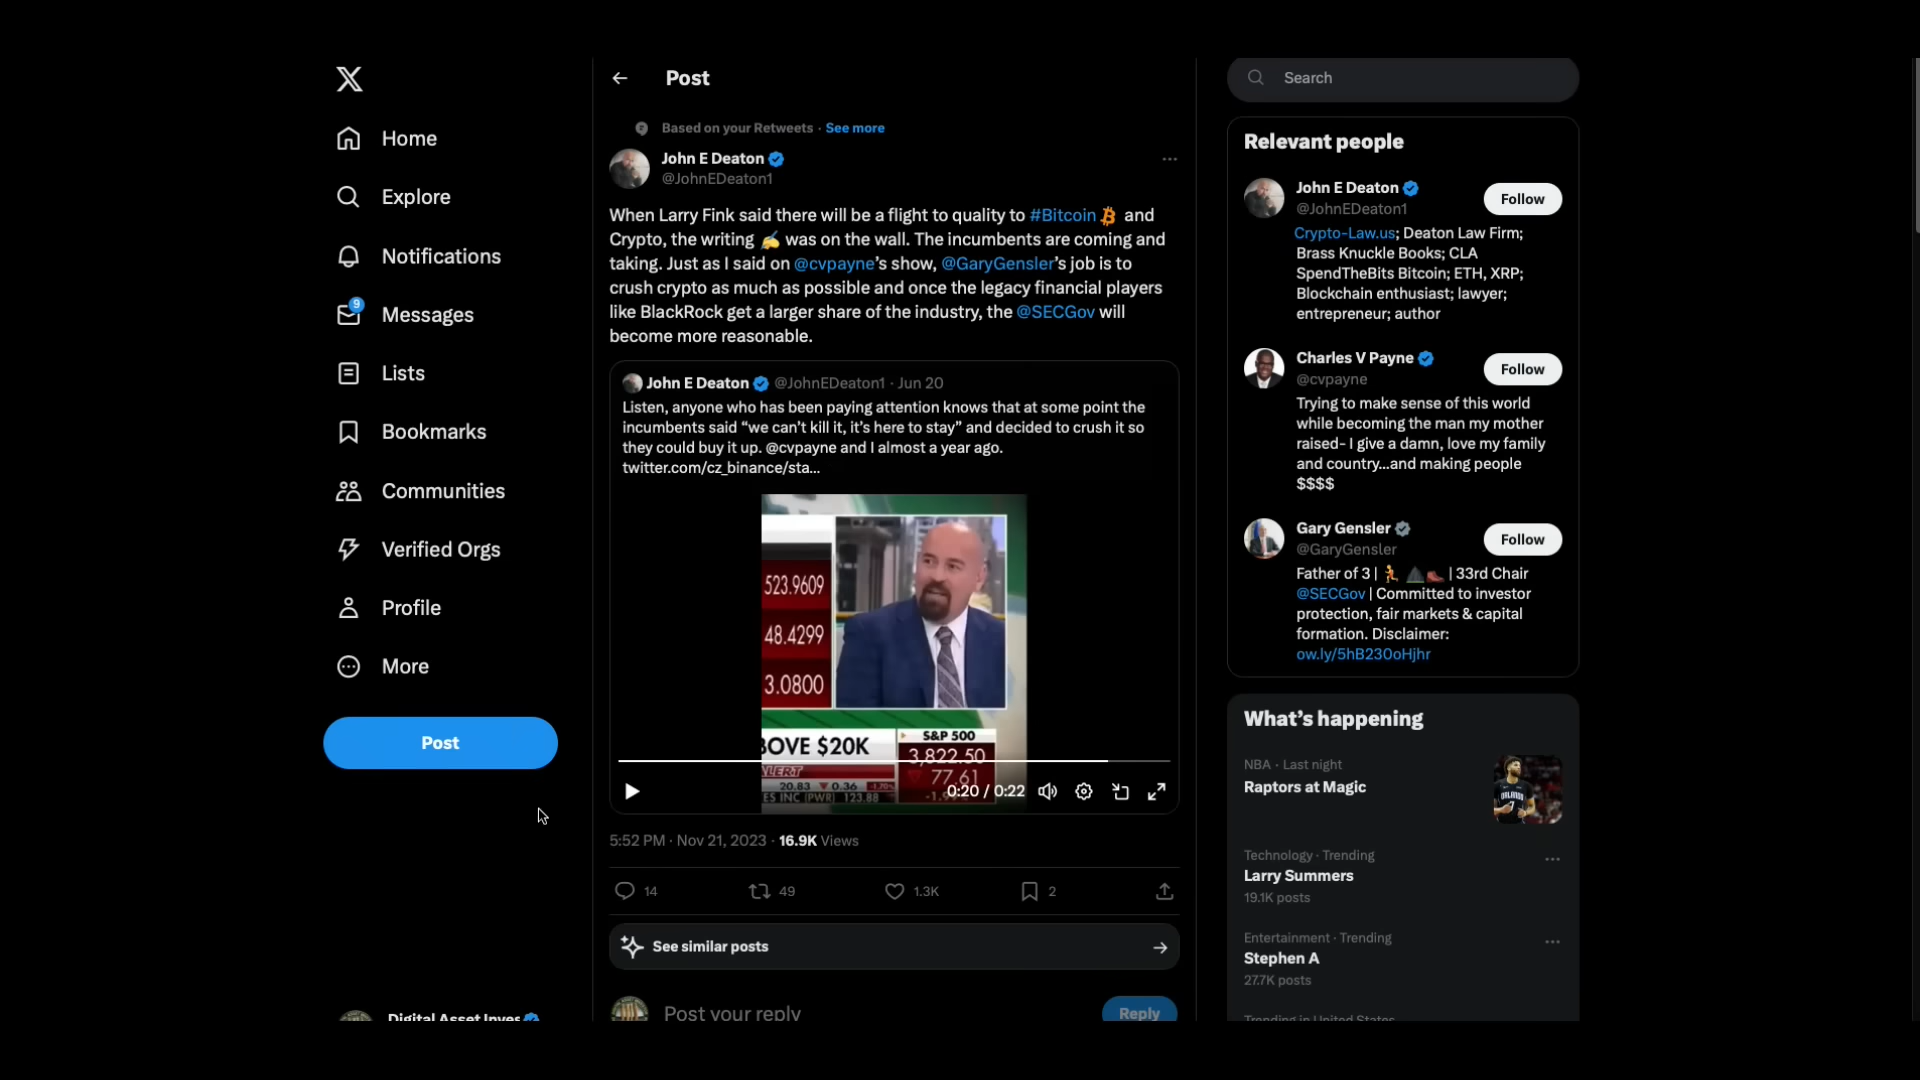 Home
Explore
Notifications
9
Messages
Lists
Bookmarks
Communities
Verified Orgs
Profile
More
Post
Digital Asset Inves
Post
Based on your Retweets · See more
John E Deaton
@JohnEDeaton1
When Larry Fink said there will be a flight to quality to #Bitcoin and
Crypto, the writing ✍️ was on the wall. The incumbents are coming and
taking. Just as I said on @cvpayne’s show, @GaryGensler’s job is to
crush crypto as much as possible and once the legacy financial players
like BlackRock get a larger share of the industry, the @SECGov will
become more reasonable.
John E Deaton @JohnEDeaton1 · Jun 20
Listen, anyone who has been paying attention knows that at some point the
incumbents said “we can’t kill it, it’s here to stay” and decided to crush it so
they could buy it up. @cvpayne and I almost a year ago.
twitter.com/cz_binance/sta...
523.9609
48.4299
3.0800
BOVE $20K
S&P 500
3,822.50
77.61
ALERT
20.83 ▼0.36 -1.70%
ES INC (PWR) 123.88
0:20 / 0:22
5:52 PM · Nov 21, 2023 · 16.9K Views
14
49
1.3K
2
See similar posts
Post your reply
Reply
Search
Relevant people
John E Deaton
@JohnEDeaton1
Follow
Crypto-Law.us; Deaton Law Firm;
Brass Knuckle Books; CLA
SpendTheBits Bitcoin; ETH, XRP;
Blockchain enthusiast; lawyer;
entrepreneur; author
Charles V Payne
@cvpayne
Follow
Trying to make sense of this world
while becoming the man my mother
raised- I give a damn, love my family
and country...and making people
$$$$
Gary Gensler
@GaryGensler
Follow
Father of 3 | | 33rd Chair
@SECGov | Committed to investor
protection, fair markets & capital
formation. Disclaimer:
ow.ly/5hB230oHjhr
What’s happening
NBA · Last night
Raptors at Magic
Technology · Trending
Larry Summers
19.1K posts
Entertainment · Trending
Stephen A
27.7K posts
Trending in United States